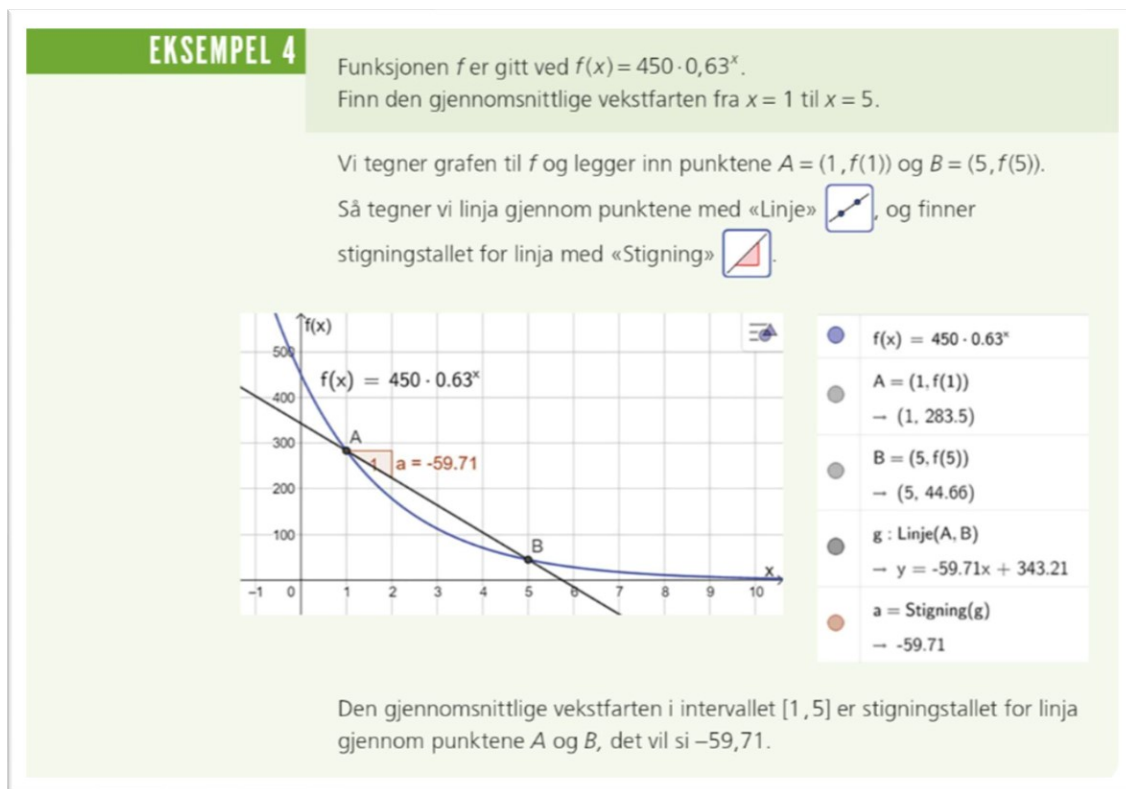 EKSEMPEL 4
Funksjonen f er gitt ved f(x) = 450 · 0,63ˣ.
Finn den gjennomsnittlige vekstfarten fra x = 1 til x = 5.
Vi tegner grafen til f og legger inn punktene A = (1, f(1)) og B = (5, f(5)).
Så tegner vi linja gjennom punktene med «Linje» , og finner
stigningstallet for linja med «Stigning» .
f(x)
500
f(x) = 450 · 0.63ˣ
400
300
A
1
a = -59.71
200
100
B
x
-1 0 1 2 3 4 5 6 7 8 9 10
f(x) = 450 · 0.63ˣ
A = (1, f(1))
→ (1, 283.5)
B = (5, f(5))
→ (5, 44.66)
g : Linje(A, B)
→ y = -59.71x + 343.21
a = Stigning(g)
→ -59.71
Den gjennomsnittlige vekstfarten i intervallet [1, 5] er stigningstallet for linja
gjennom punktene A og B, det vil si –59,71.